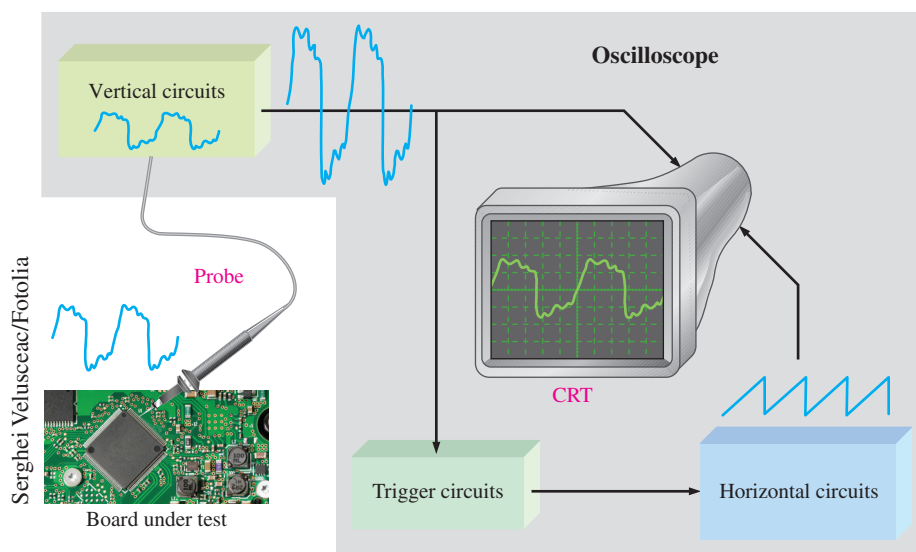 Oscilloscope
Vertical circuits
Probe
Serghei Velusceac/Fotolia
CRT
Trigger circuits
Horizontal circuits
Board under test